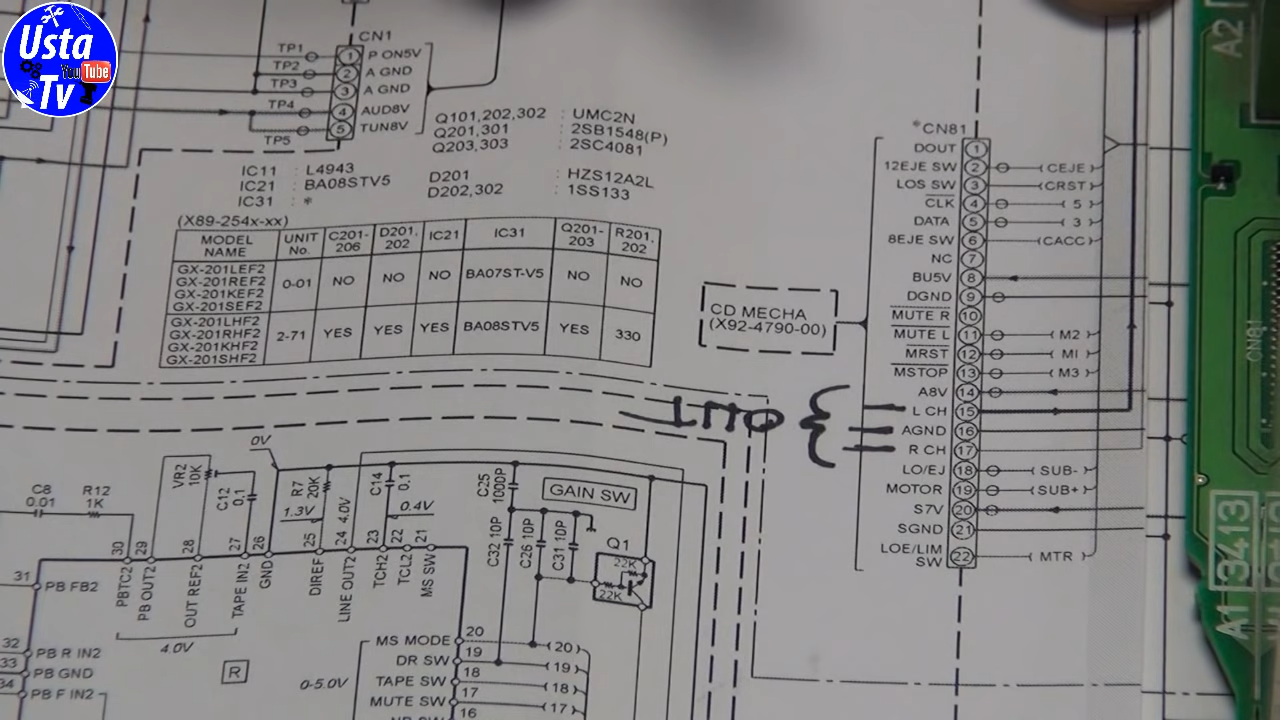 Usta
YouTube
Tv
CN1
TP1
TP2
TP3
TP4
TP5
1 P ON5V
2 A GND
3 A GND
4 AUD8V
5 TUN8V
Q101,202,302 : UMC2N
Q201,301 : 2SB1548(P)
Q203,303 : 2SC4081
IC11 : L4943
IC21 : BA08STV5
IC31 : *
D201 : HZS12A2L
D202,302 : 1SS133
(X89-254x-xx)
MODEL NAME UNIT No. C201-206 D201,202 IC21 IC31 Q201-203 R201,202
GX-201LEF2
GX-201REF2
GX-201KEF2
GX-201SEF2
0-01 NO NO NO BA07ST-V5 NO NO
GX-201LHF2
GX-201RHF2
GX-201KHF2
GX-201SHF2
2-71 YES YES YES BA08STV5 YES 330
CD MECHA
(X92-4790-00)
*CN81
DOUT 1
12EJE SW 2 CEJE
LOS SW 3 CRST
CLK 4 5
DATA 5 3
8EJE SW 6 CACC
NC 7
BU5V 8
DGND 9
MUTE R 10
MUTE L 11 M2
MRST 12 M1
MSTOP 13 M3
A8V 14
L CH 15
AGND 16
R CH 17
LO/EJ 18 SUB-
MOTOR 19 SUB+
S7V 20
SGND 21
LOE/LIM SW 22 MTR
0V
C8
0.01
R12
1K
VR2
10K
C12
0.1
R7
20K
1.3V
4.0V
C14
0.1
0.4V
C25
1000P
GAIN SW
C32 10P
C26 10P
C31 10P
Q1
22K
22K
30 29 28 27 26 25 24 23 22 21
PBTC2
PB OUT2
OUT REF2
TAPE IN2
GND
DIREF
LINE OUT2
TCH2
TCL2
MS SW
4.0V
31 PB FB2
32 PB R IN2
33 PB GND
34 PB F IN2
R
0-5.0V
MS MODE 20 20
DR SW 19 19
TAPE SW 18 18
MUTE SW 17 17
16
A2
CN81
A1 3413